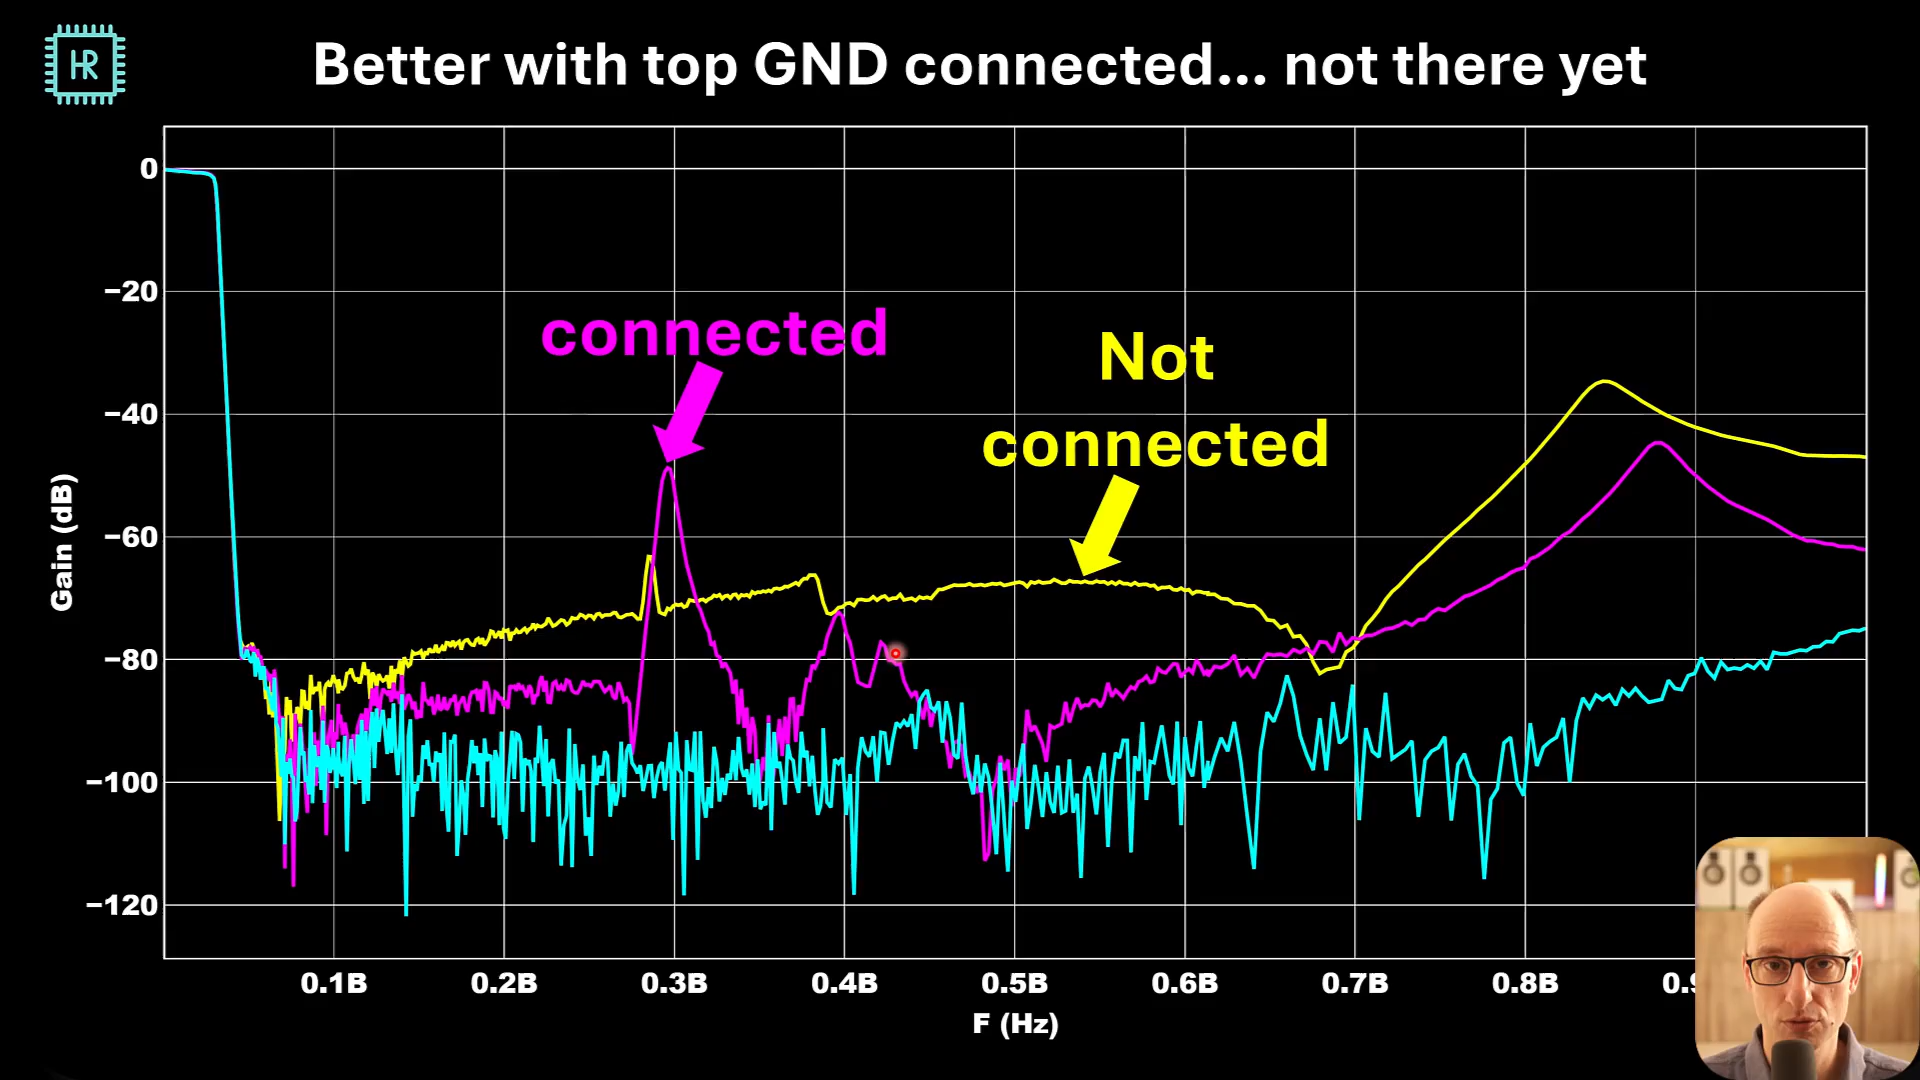 HR
Better with top GND connected... not there yet
0
−20
−40
−60
−80
−100
−120
Gain (dB)
connected
Not
connected
0.1B 0.2B 0.3B 0.4B 0.5B 0.6B 0.7B 0.8B
F (Hz)